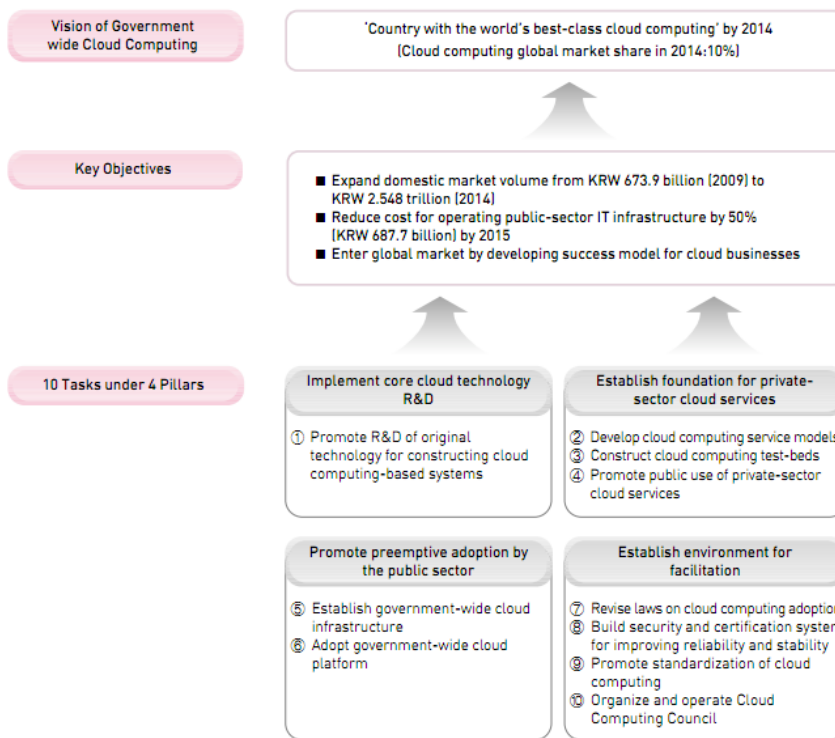 Vision of Government
wide Cloud Computing
'Country with the world's best-class cloud computing' by 2014
(Cloud computing global market share in 2014:10%)
Key Objectives
■ Expand domestic market volume from KRW 673.9 billion (2009) to
KRW 2.548 trillion (2014)
■ Reduce cost for operating public-sector IT infrastructure by 50%
(KRW 687.7 billion) by 2015
■ Enter global market by developing success model for cloud businesses
10 Tasks under 4 Pillars
Implement core cloud technology
R&D
① Promote R&D of original
technology for constructing cloud
computing-based systems
Establish foundation for private-
sector cloud services
② Develop cloud computing service models
③ Construct cloud computing test-beds
④ Promote public use of private-sector
cloud services
Promote preemptive adoption by
the public sector
⑤ Establish government-wide cloud
infrastructure
⑥ Adopt government-wide cloud
platform
Establish environment for
facilitation
⑦ Revise laws on cloud computing adoption
⑧ Build security and certification system
for improving reliability and stability
⑨ Promote standardization of cloud
computing
⑩ Organize and operate Cloud
Computing Council